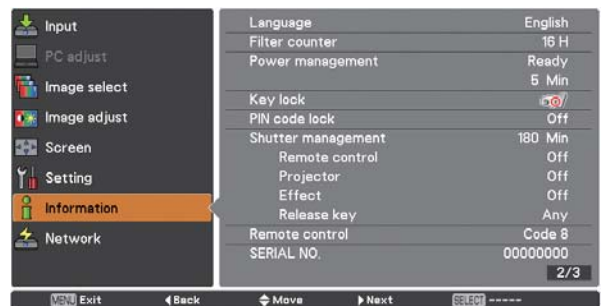 Input
PC adjust
Image select
Image adjust
Screen
Setting
Information
Network
Language English
Filter counter 16 H
Power management Ready
5 Min
Key lock
PIN code lock Off
Shutter management 180 Min
Remote control Off
Projector Off
Effect Off
Release key Any
Remote control Code 8
SERIAL NO. 00000000
2/3
MENU Exit ◀Back ◆Move ▶Next SELECT -----